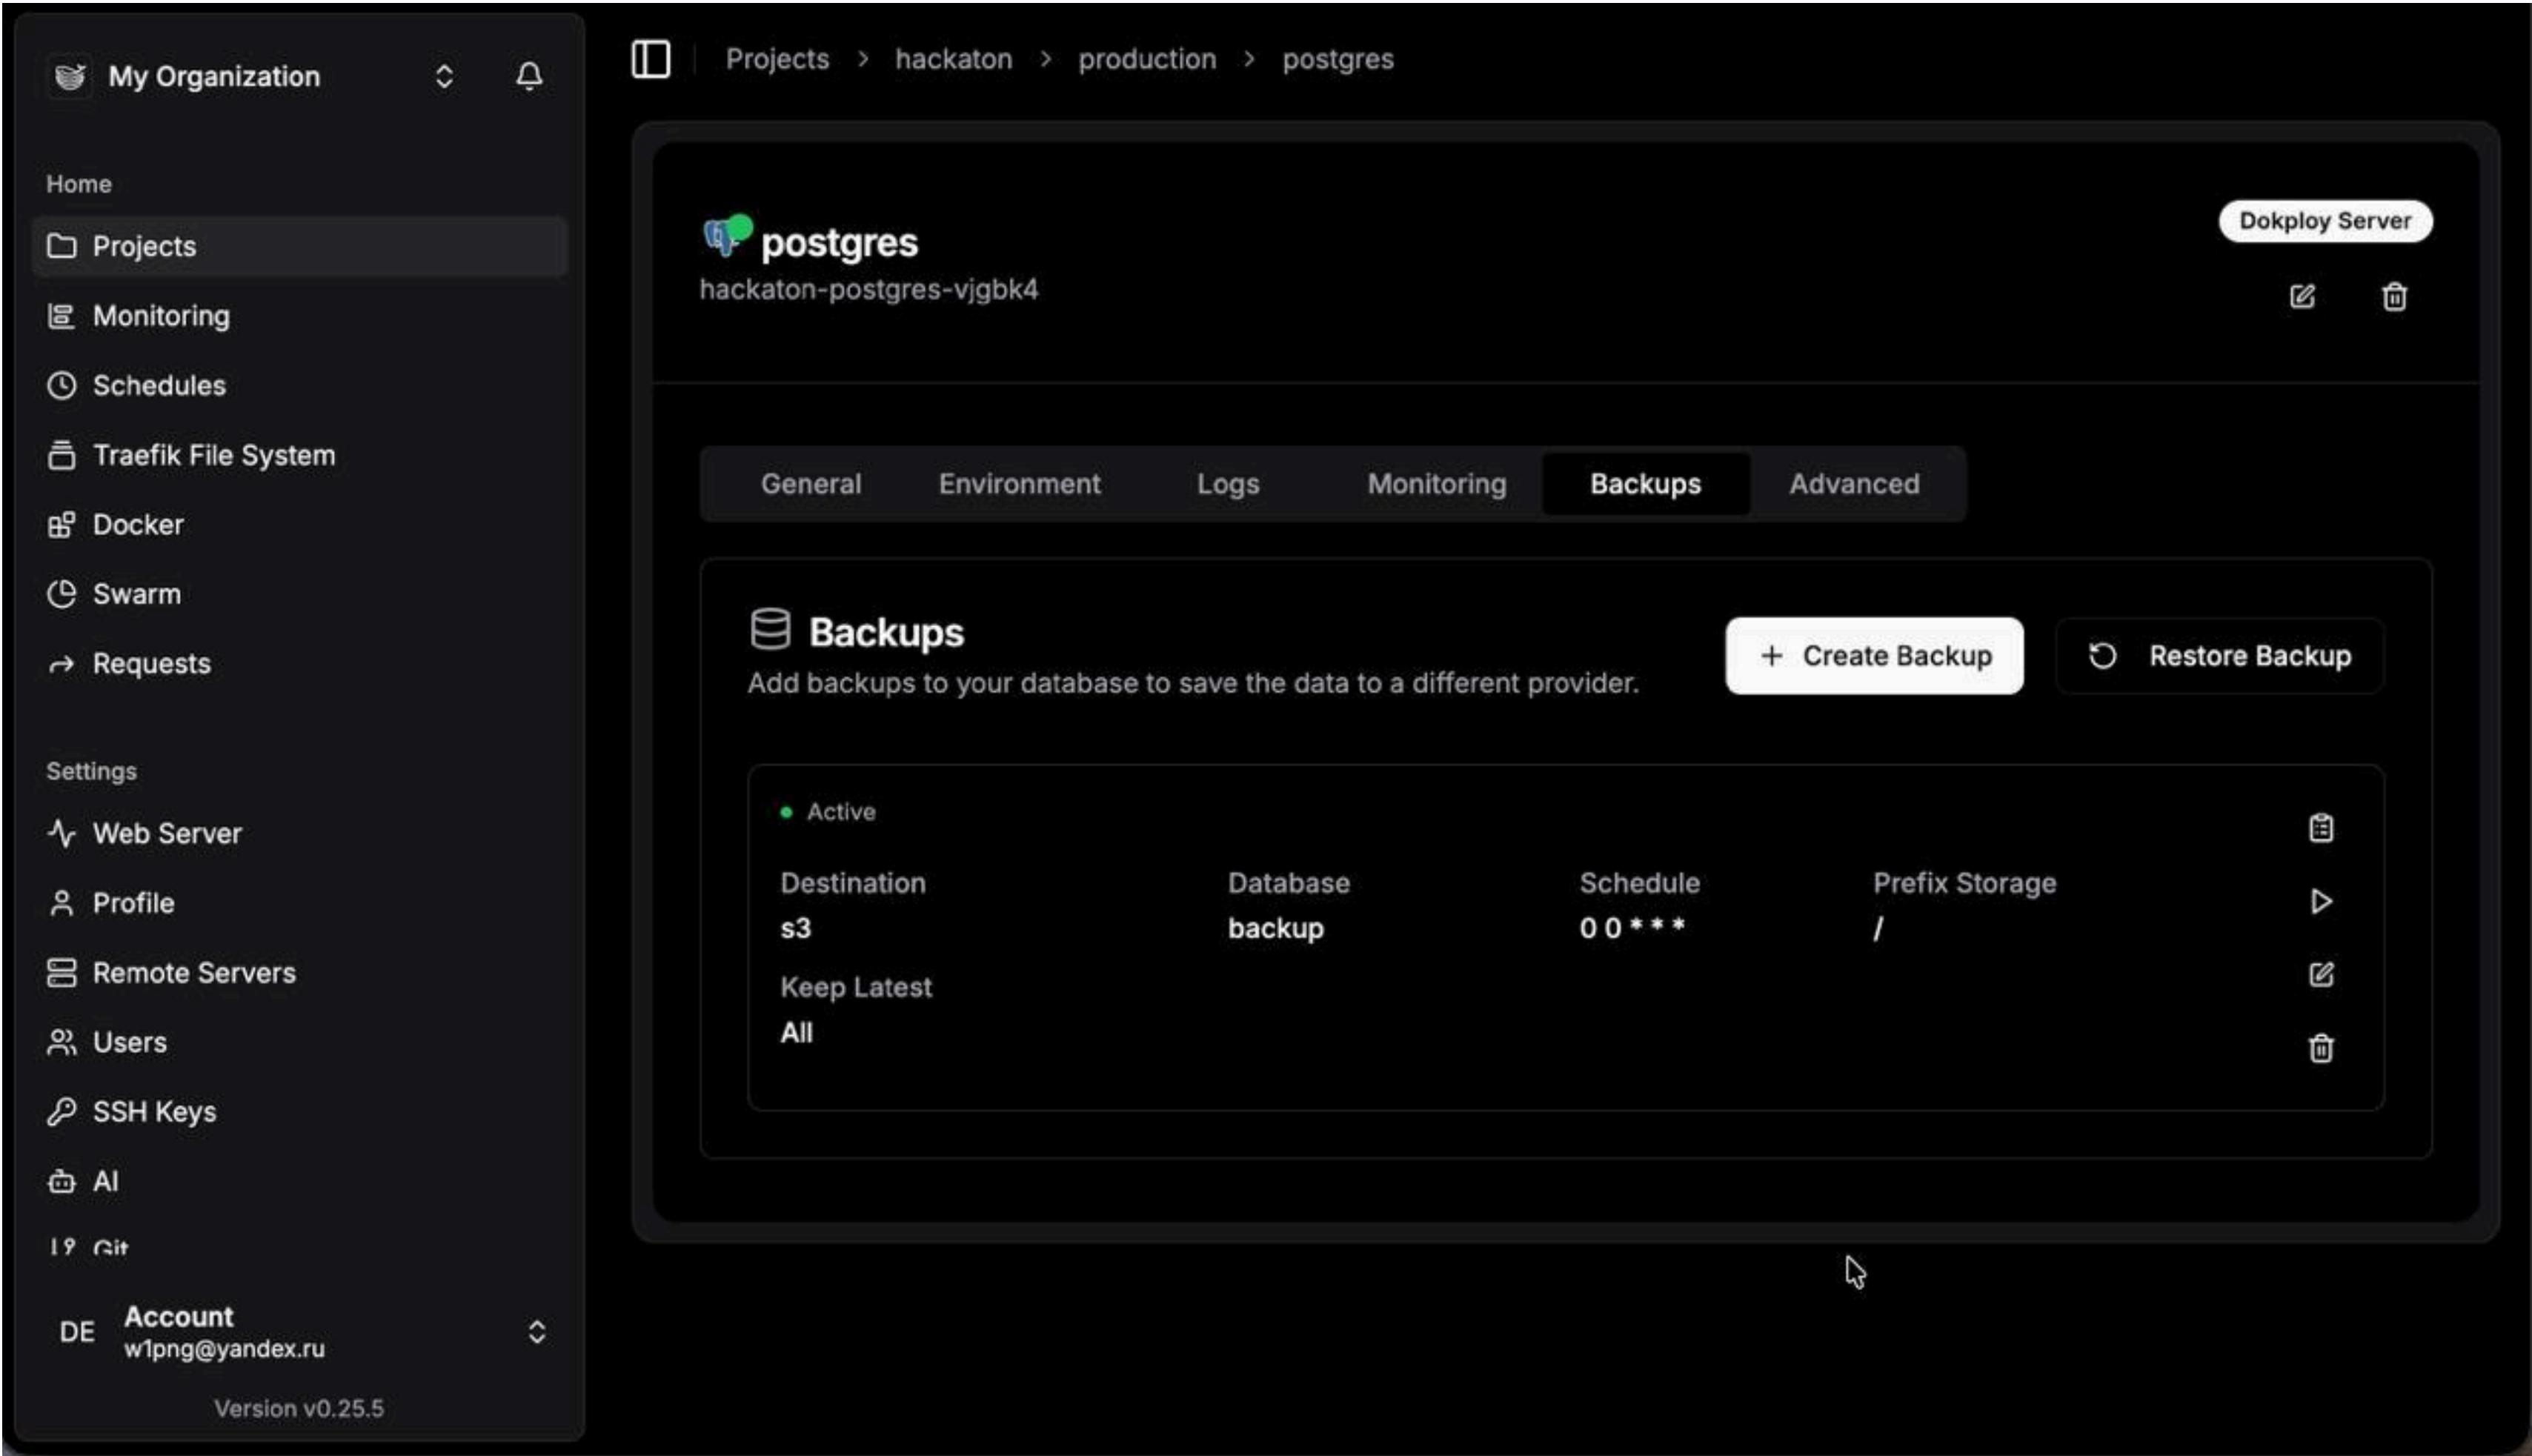 My Organization
Home
Projects
Monitoring
Schedules
Traefik File System
Docker
Swarm
Requests
Settings
Web Server
Profile
Remote Servers
Users
SSH Keys
AI
Git
DE
Account
w1png@yandex.ru
Version v0.25.5
Projects > hackaton > production > postgres
postgres
hackaton-postgres-vjgbk4
Dokploy Server
General Environment Logs Monitoring Backups Advanced
Backups
Add backups to your database to save the data to a different provider.
+ Create Backup
Restore Backup
Active
Destination Database Schedule Prefix Storage
s3 backup 0 0 * * * /
Keep Latest
All